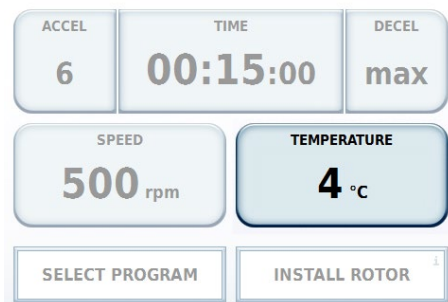 ACCEL TIME DECEL
6 00:15:00 max
SPEED TEMPERATURE
500 rpm 4 °C
i
SELECT PROGRAM INSTALL ROTOR